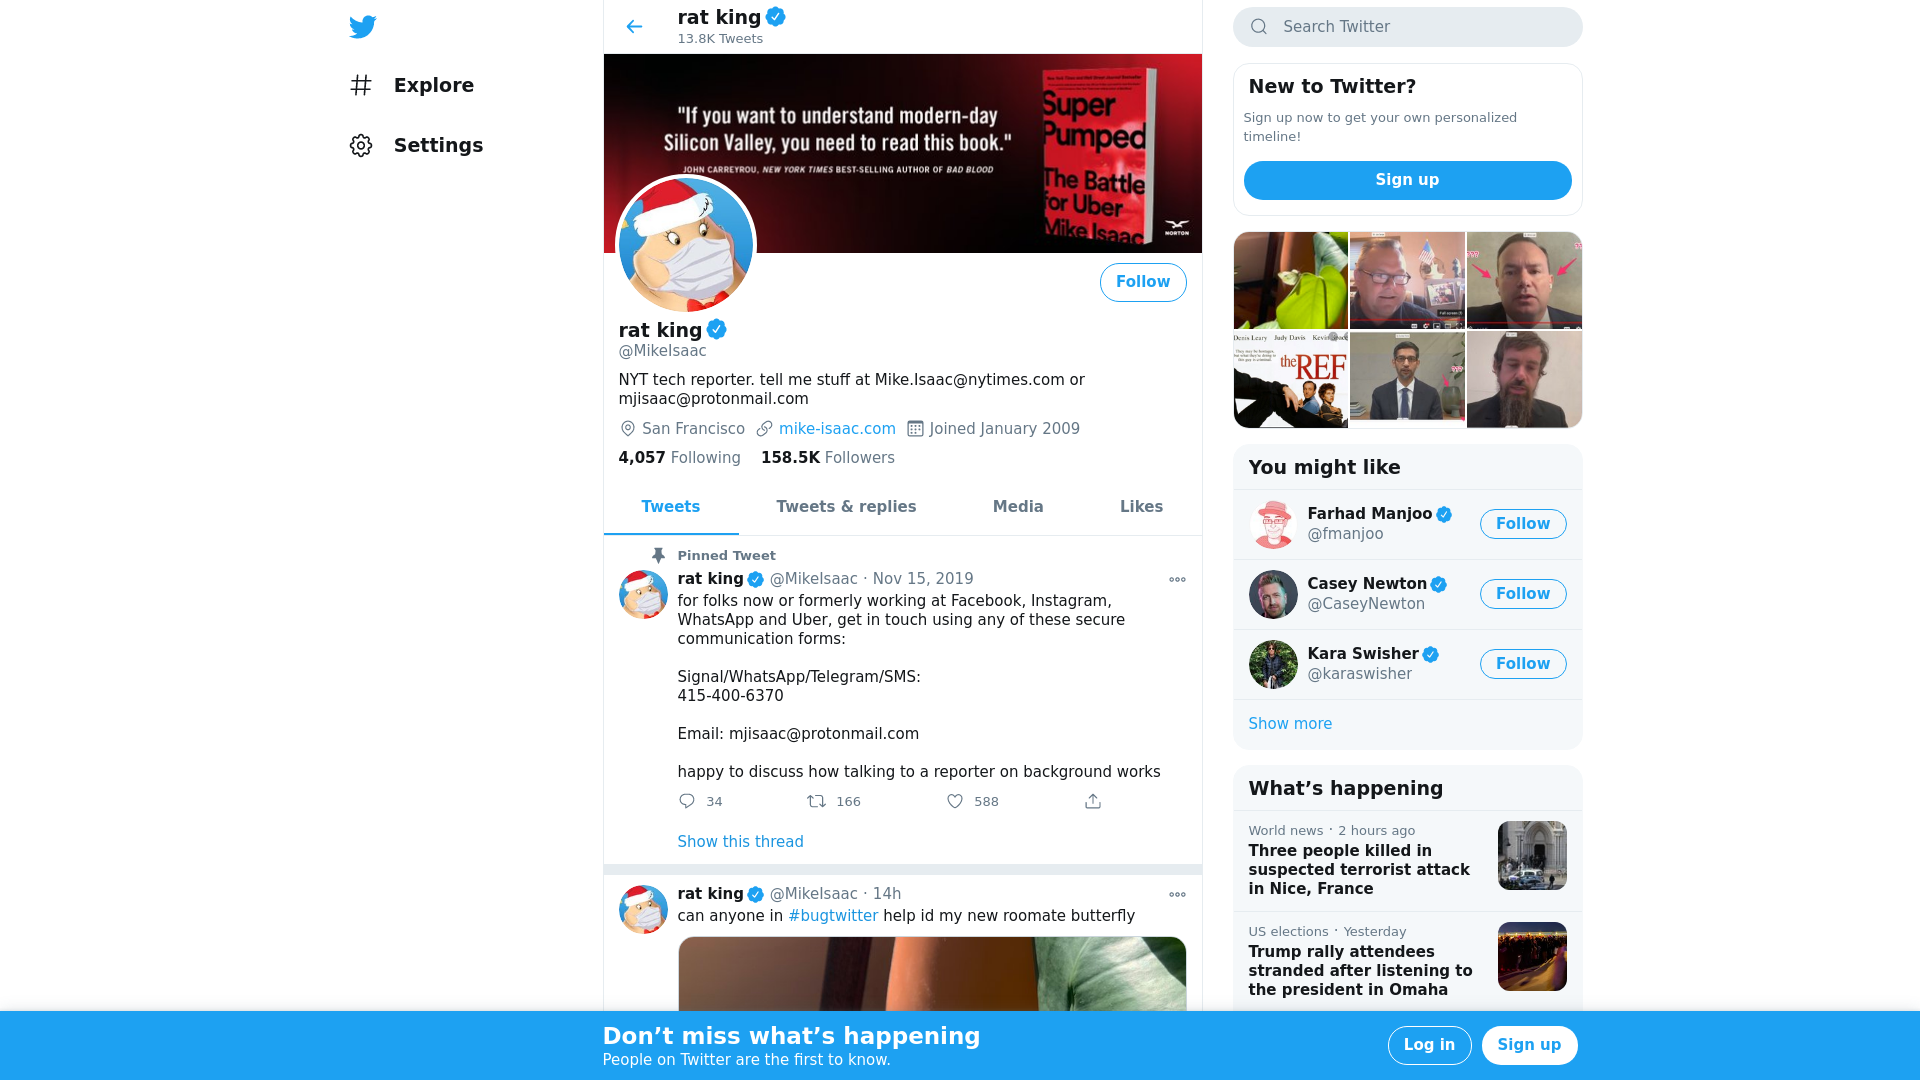 Explore
Settings
rat king
13.8K Tweets
"If you want to understand modern-day
Silicon Valley, you need to read this book."
JOHN CARREYROU, NEW YORK TIMES BEST-SELLING AUTHOR OF BAD BLOOD
Super
Pumped
The Battle
for Uber
Mike Isaac
NORTON
Follow
rat king
@MikeIsaac
NYT tech reporter. tell me stuff at Mike.Isaac@nytimes.com or
mjisaac@protonmail.com
San Francisco mike-isaac.com Joined January 2009
4,057 Following 158.5K Followers
Tweets Tweets & replies Media Likes
Pinned Tweet
rat king @MikeIsaac · Nov 15, 2019
for folks now or formerly working at Facebook, Instagram,
WhatsApp and Uber, get in touch using any of these secure
communication forms:
Signal/WhatsApp/Telegram/SMS:
415-400-6370
Email: mjisaac@protonmail.com
happy to discuss how talking to a reporter on background works
34 166 588
Show this thread
rat king @MikeIsaac · 14h
can anyone in #bugtwitter help id my new roomate butterfly
Search Twitter
New to Twitter?
Sign up now to get your own personalized
timeline!
Sign up
Denis Leary Judy Davis
the
REF
You might like
Farhad Manjoo
@fmanjoo
Follow
Casey Newton
@CaseyNewton
Follow
Kara Swisher
@karaswisher
Follow
Show more
What's happening
World news · 2 hours ago
Three people killed in
suspected terrorist attack
in Nice, France
US elections · Yesterday
Trump rally attendees
stranded after listening to
the president in Omaha
Don't miss what's happening
People on Twitter are the first to know.
Log in
Sign up